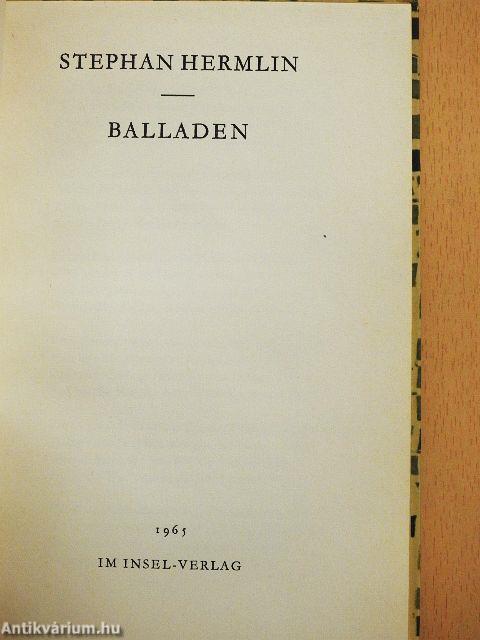 STEPHAN HERMLIN
BALLADEN
1965
IM INSEL-VERLAG
Antikvárium.hu